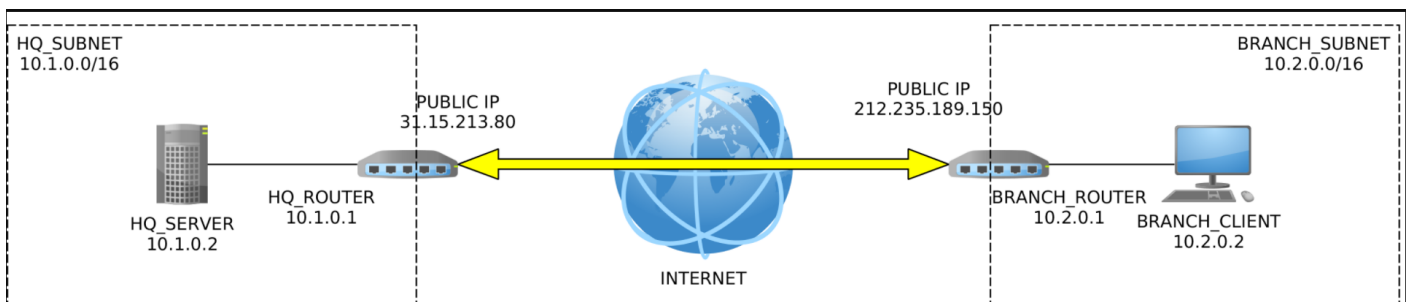 HQ_SUBNET
10.1.0.0/16
BRANCH_SUBNET
10.2.0.0/16
PUBLIC IP
31.15.213.80
PUBLIC IP
212.235.189.150
HQ_SERVER
10.1.0.2
HQ_ROUTER
10.1.0.1
INTERNET
BRANCH_ROUTER
10.2.0.1
BRANCH_CLIENT
10.2.0.2